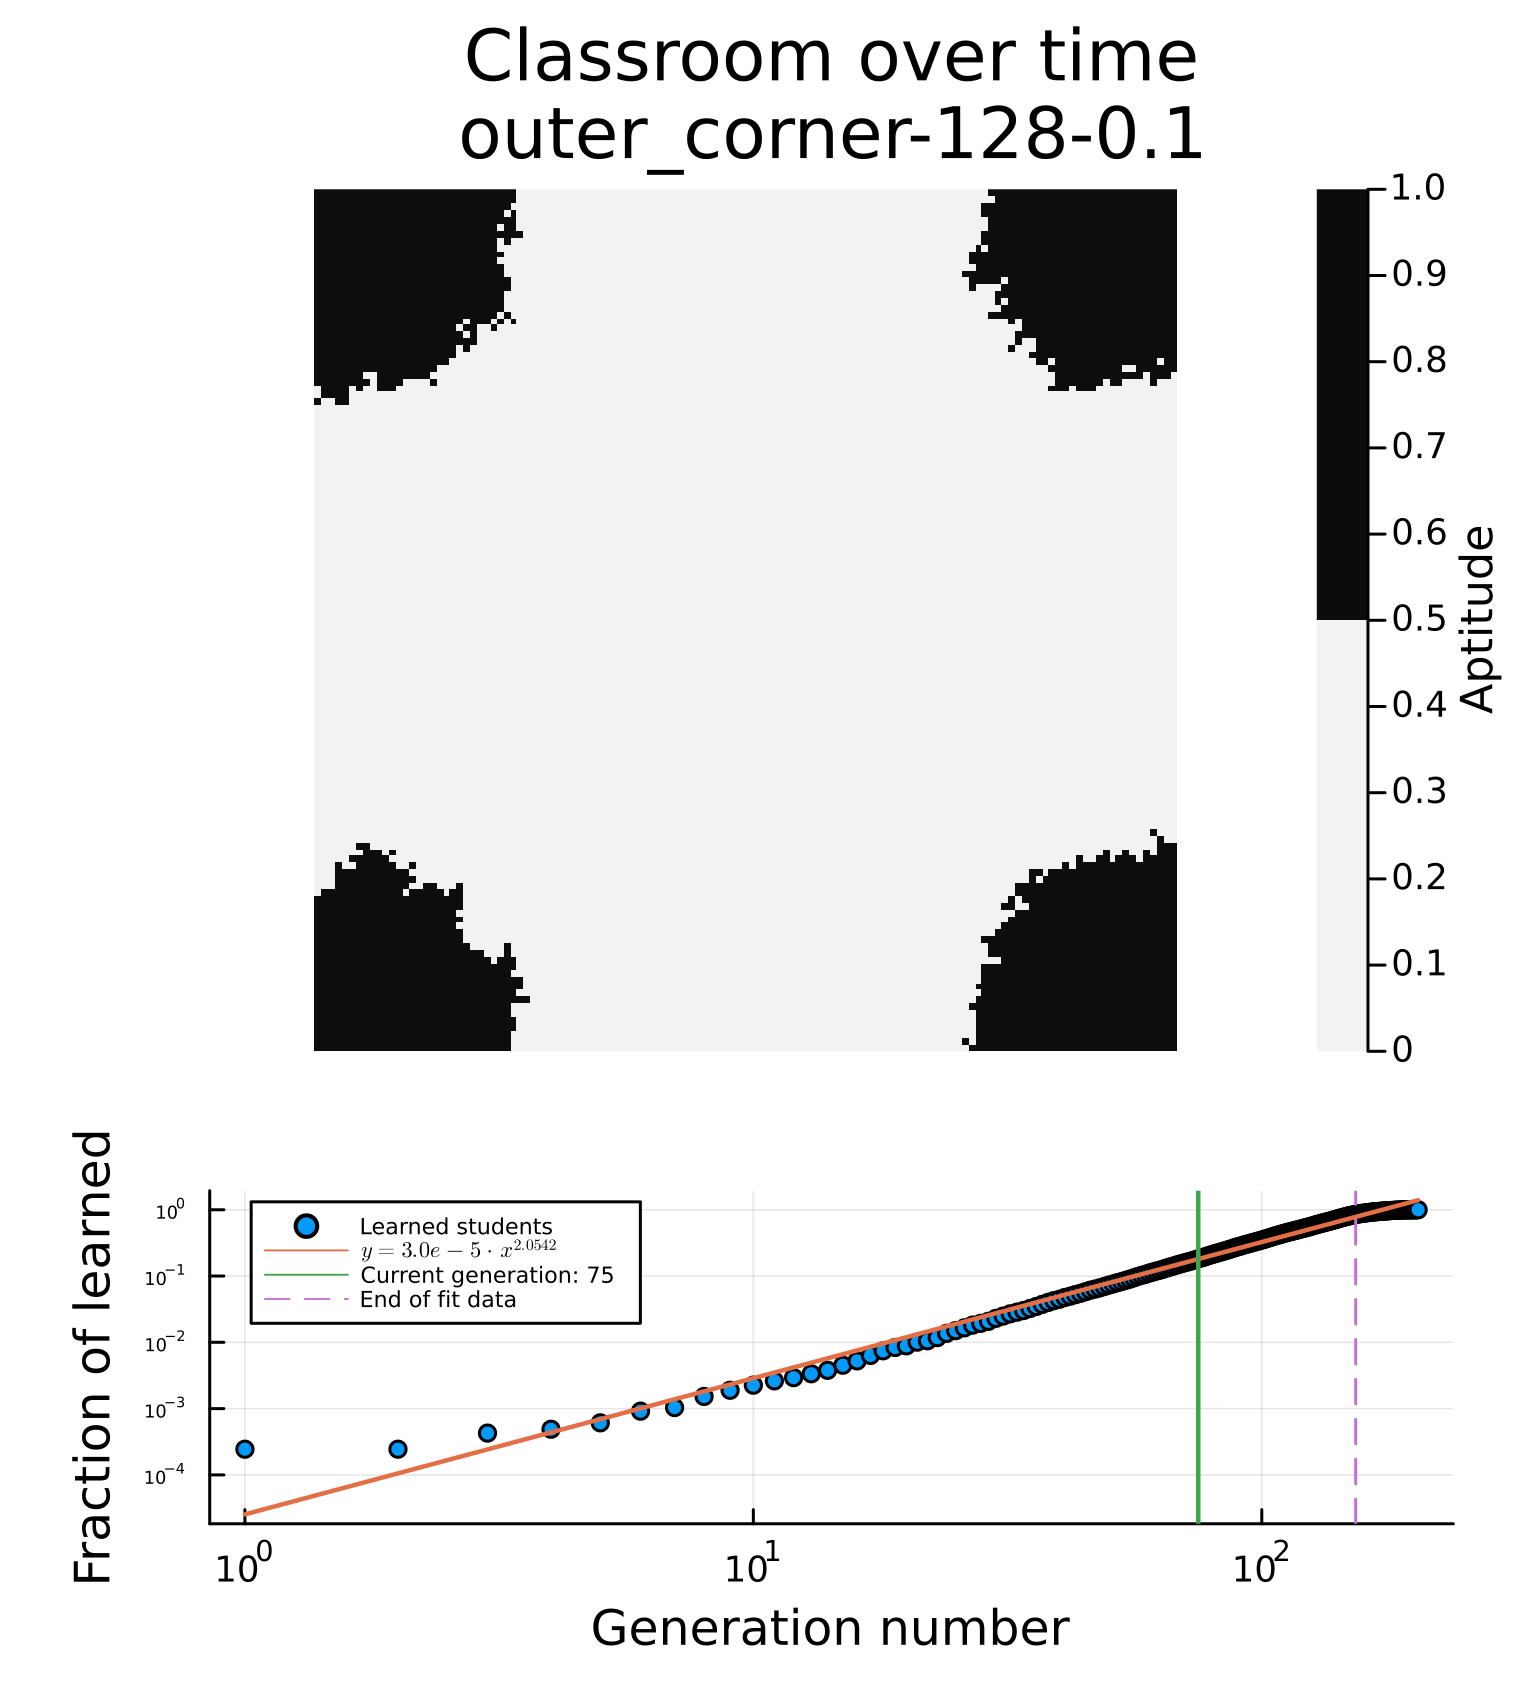 Classroom over time
outer_corner-128-0.1
1.0
0.9
0.8
0.7
0.6
0.5
0.4
0.3
0.2
0.1
0
Aptitude
Fraction of learned
10⁰
10⁻¹
10⁻²
10⁻³
10⁻⁴
Learned students
y = 3.0e − 5 · x^2.0542
Current generation: 75
End of fit data
10⁰ 10¹ 10²
Generation number